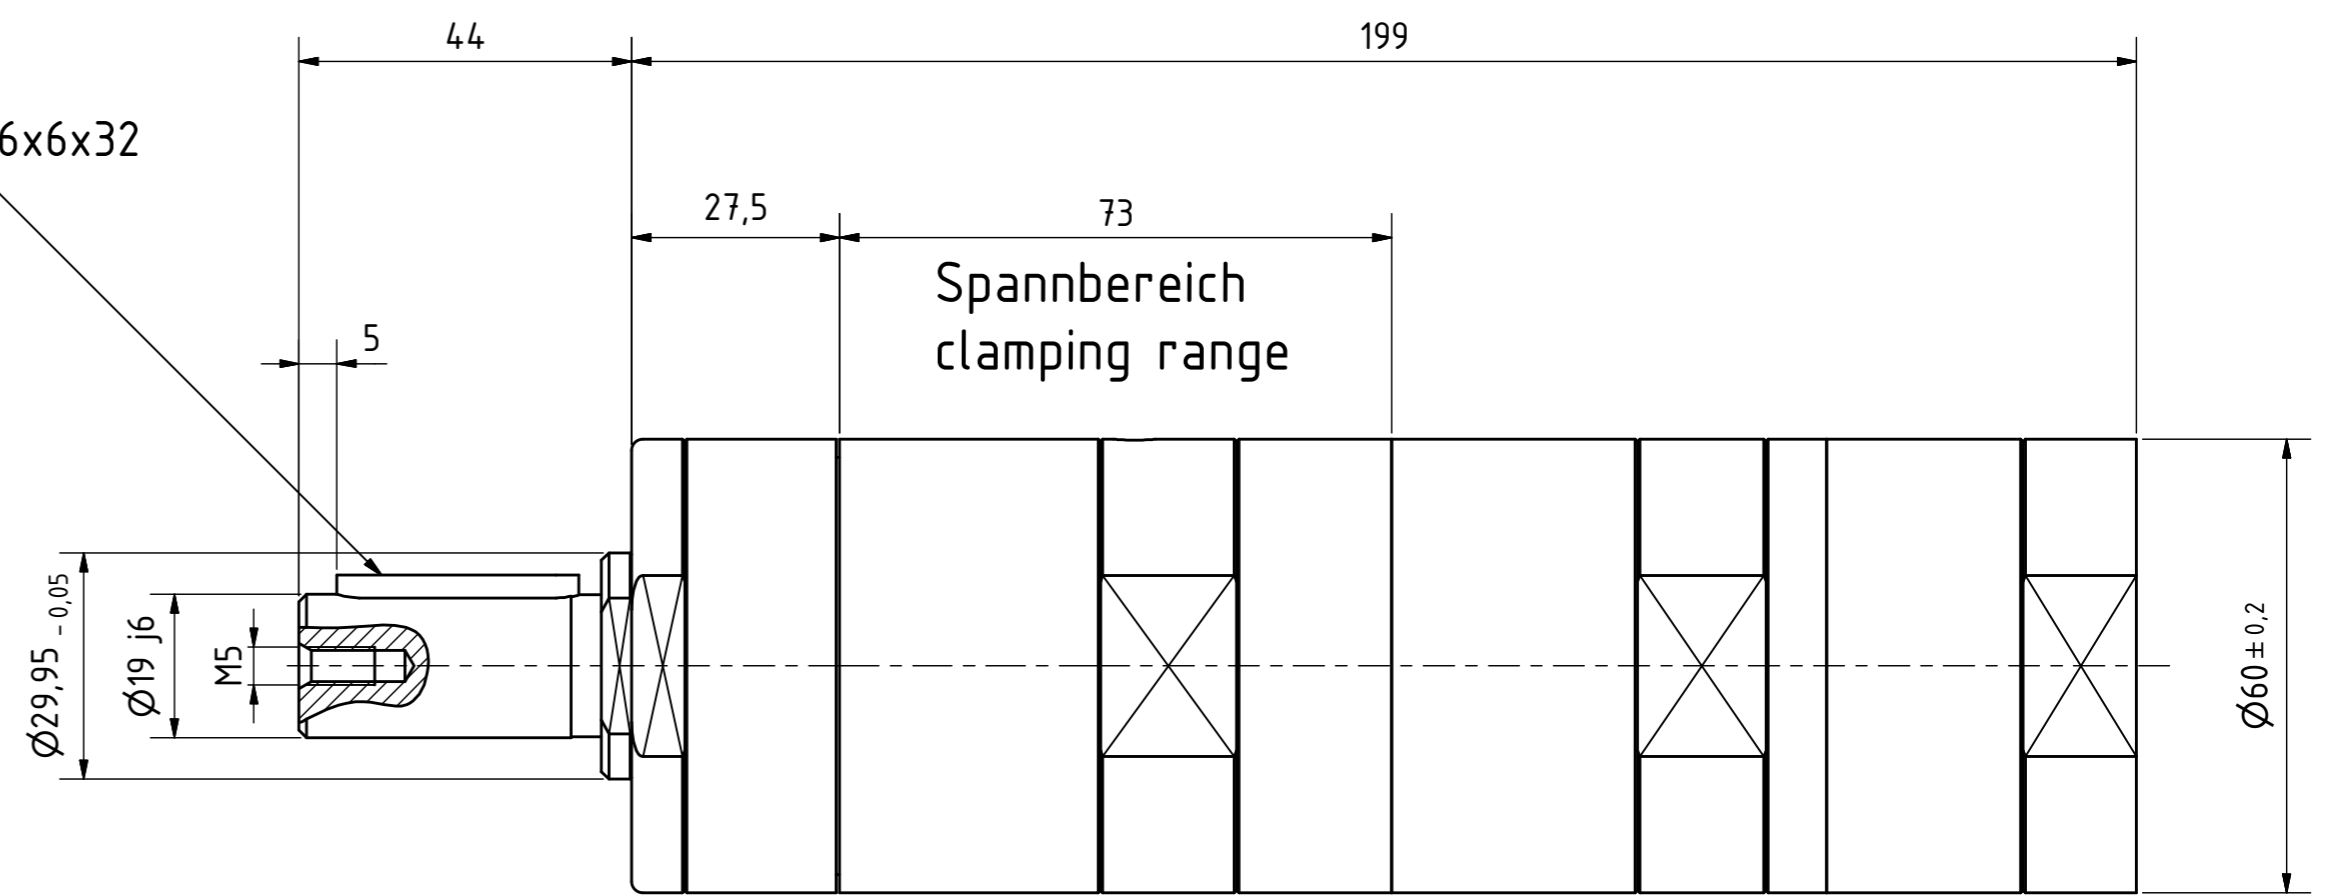 44
199
6x6x32
27,5
73
Spannbereich
clamping range
5
Ø29,95 - 0,05
Ø19 j6
M5
Ø60 ± 0,2